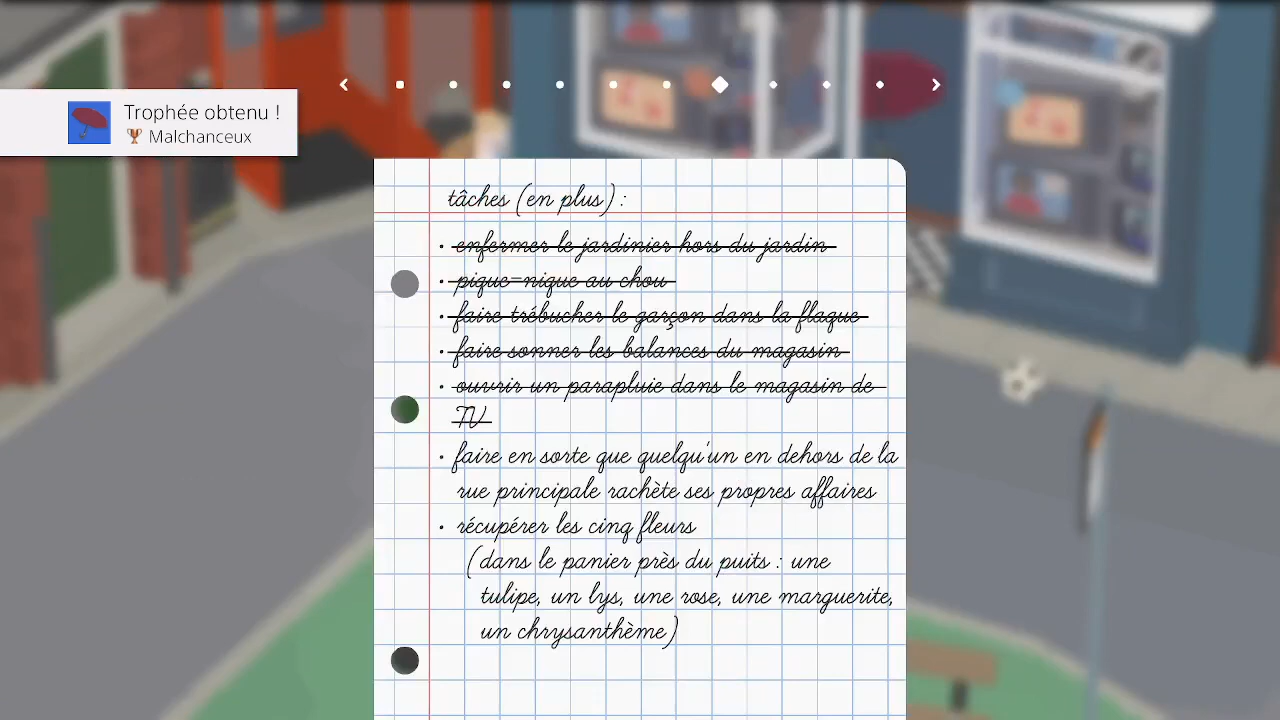 Trophée obtenu !
Malchanceux
tâches (en plus) :
• enfermer le jardinier hors du jardin
• pique-nique au chou
• faire trébucher le garçon dans la flaque
• faire sonner les balances du magasin
• ouvrir un parapluie dans le magasin de
TV
• faire en sorte que quelqu'un en dehors de la
rue principale rachète ses propres affaires
• récupérer les cinq fleurs
(dans le panier près du puits : une
tulipe, un lys, une rose, une marguerite,
un chrysanthème)